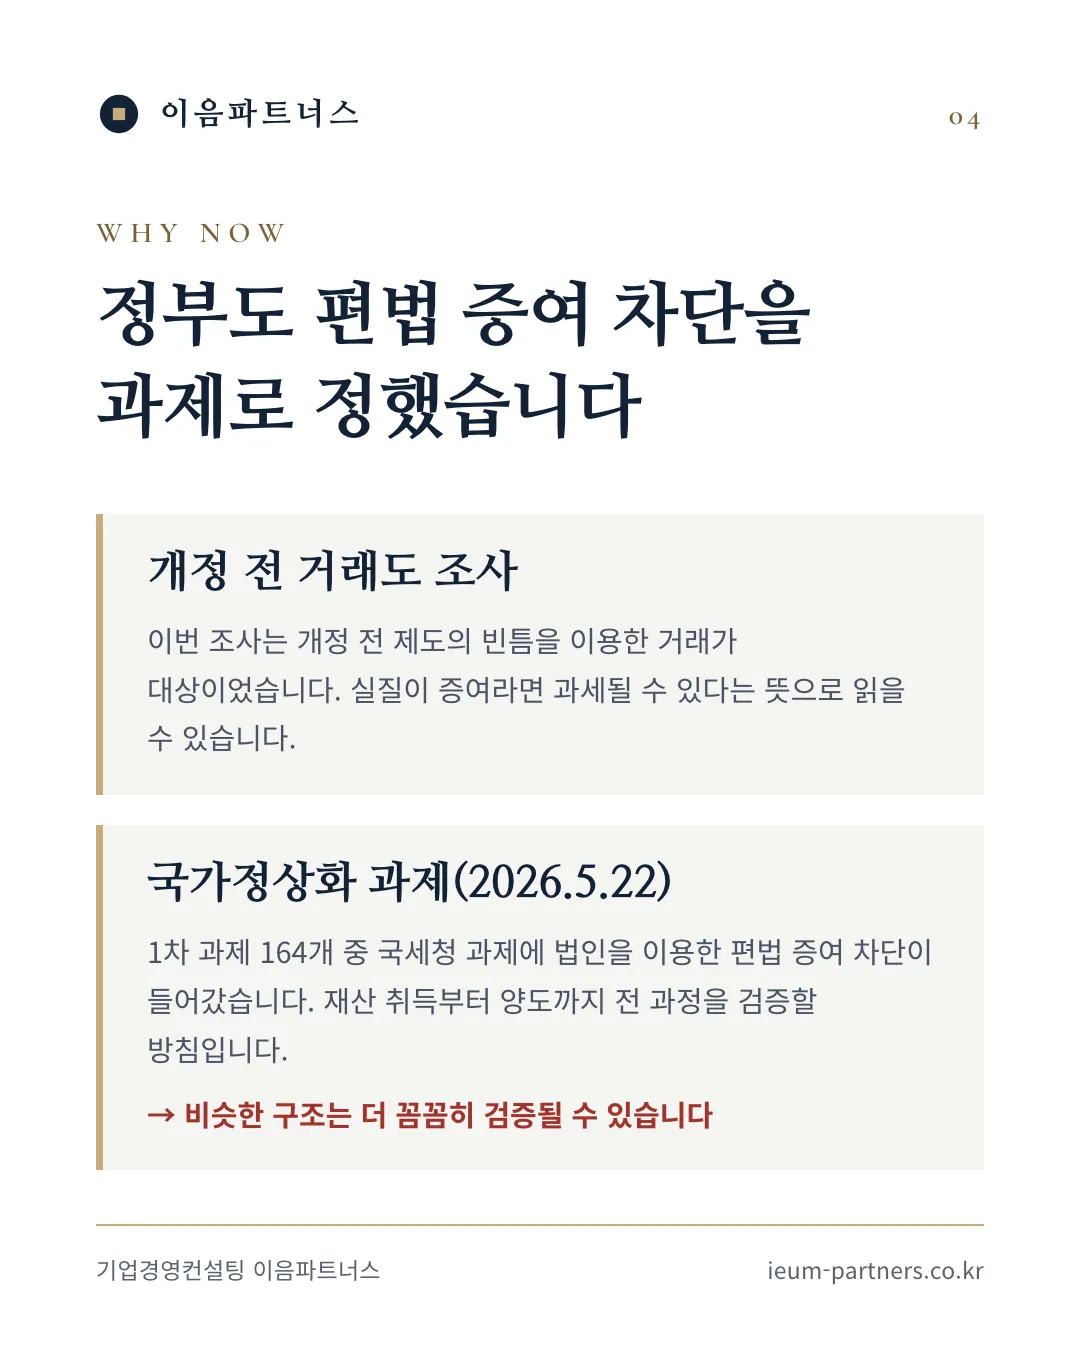 이음파트너스
04
WHY NOW
정부도 편법 증여 차단을
과제로 정했습니다
개정 전 거래도 조사
이번 조사는 개정 전 제도의 빈틈을 이용한 거래가
대상이었습니다. 실질이 증여라면 과세될 수 있다는 뜻으로 읽을
수 있습니다.
국가정상화 과제(2026.5.22)
1차 과제 164개 중 국세청 과제에 법인을 이용한 편법 증여 차단이
들어갔습니다. 재산 취득부터 양도까지 전 과정을 검증할
방침입니다.
→ 비슷한 구조는 더 꼼꼼히 검증될 수 있습니다
기업경영컨설팅 이음파트너스
ieum-partners.co.kr